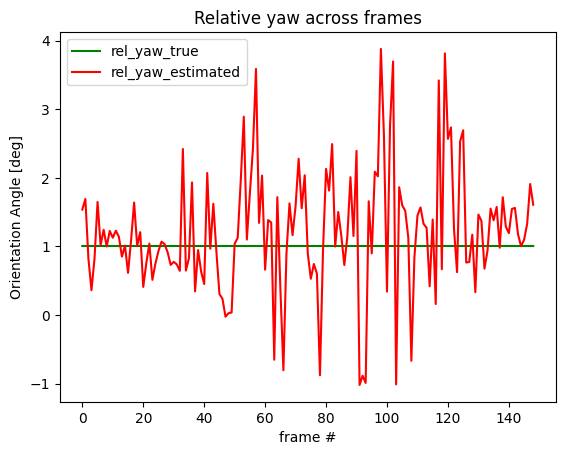 Relative yaw across frames
rel_yaw_true
rel_yaw_estimated
Orientation Angle [deg]
4
3
2
1
0
−1
0 20 40 60 80 100 120 140
frame #